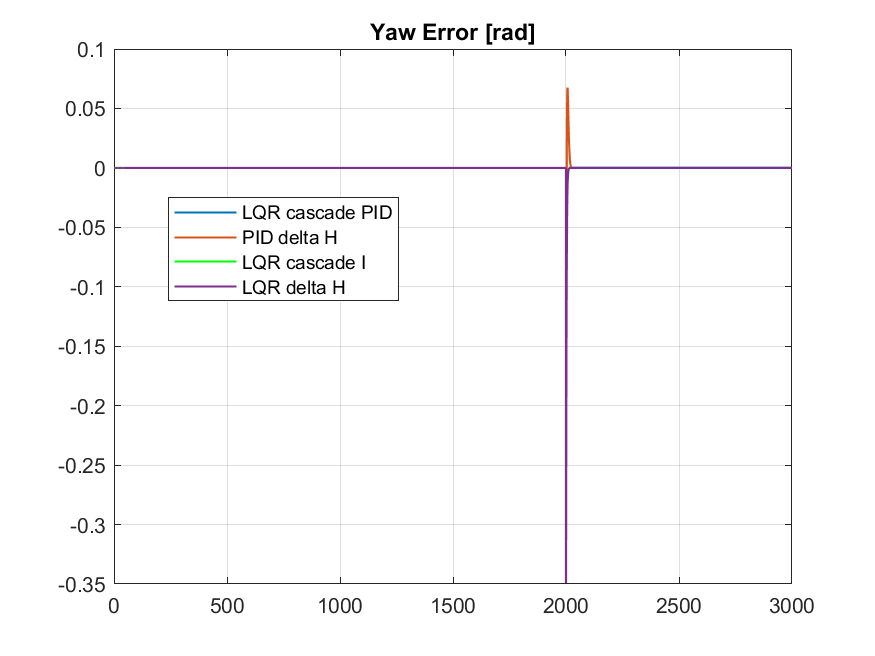 Yaw Error [rad]
0.1
0.05
0
-0.05
-0.1
-0.15
-0.2
-0.25
-0.3
-0.35
LQR cascade PID
PID delta H
LQR cascade I
LQR delta H
0 500 1000 1500 2000 2500 3000